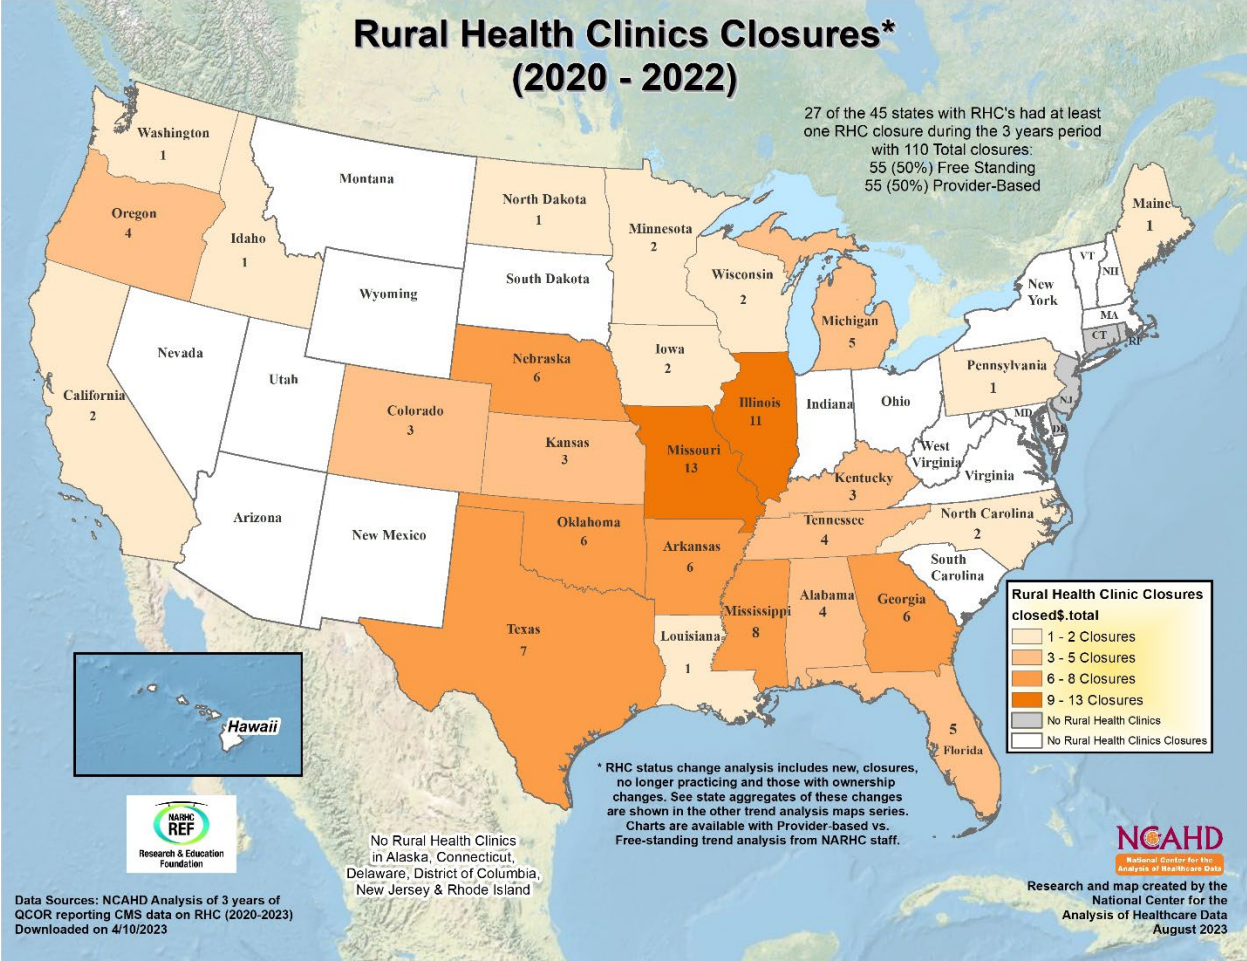 Rural Health Clinics Closures*
(2020 - 2022)
27 of the 45 states with RHC's had at least
one RHC closure during the 3 years period
with 110 Total closures:
55 (50%) Free Standing
55 (50%) Provider-Based
Washington
1
Montana
North Dakota
1
Minnesota
2
Maine
1
Oregon
4
Idaho
1
Wyoming
South Dakota
Wisconsin
2
Michigan
5
New
York
VT
NH
MA
CT
RI
Nevada
Utah
Nebraska
6
Iowa
2
Pennsylvania
1
NJ
California
2
Colorado
3
Kansas
3
Missouri
13
Illinois
11
Indiana
Ohio
MD
DE
West
Virginia
Virginia
Kentucky
3
Arizona
New Mexico
Oklahoma
6
Arkansas
6
Tennessee
4
North Carolina
2
South
Carolina
Texas
7
Louisiana
1
Mississippi
8
Alabama
4
Georgia
6
5
Florida
Hawaii
Rural Health Clinic Closures
closed$.total
1 - 2 Closures
3 - 5 Closures
6 - 8 Closures
9 - 13 Closures
No Rural Health Clinics
No Rural Health Clinics Closures
* RHC status change analysis includes new, closures,
no longer practicing and those with ownership
changes. See state aggregates of these changes
are shown in the other trend analysis maps series.
Charts are available with Provider-based vs.
Free-standing trend analysis from NARHC staff.
NARHC
REF
Research & Education
Foundation
No Rural Health Clinics
in Alaska, Connecticut,
Delaware, District of Columbia,
New Jersey & Rhode Island
Data Sources: NCAHD Analysis of 3 years of
QCOR reporting CMS data on RHC (2020-2023)
Downloaded on 4/10/2023
NCAHD
National Center for the
Analysis of Healthcare Data
Research and map created by the
National Center for the
Analysis of Healthcare Data
August 2023